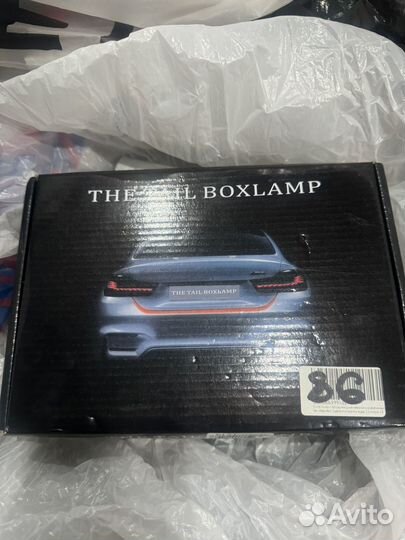 THE TAIL BOXLAMP
THE TAIL BOXLAMP
86
Avito